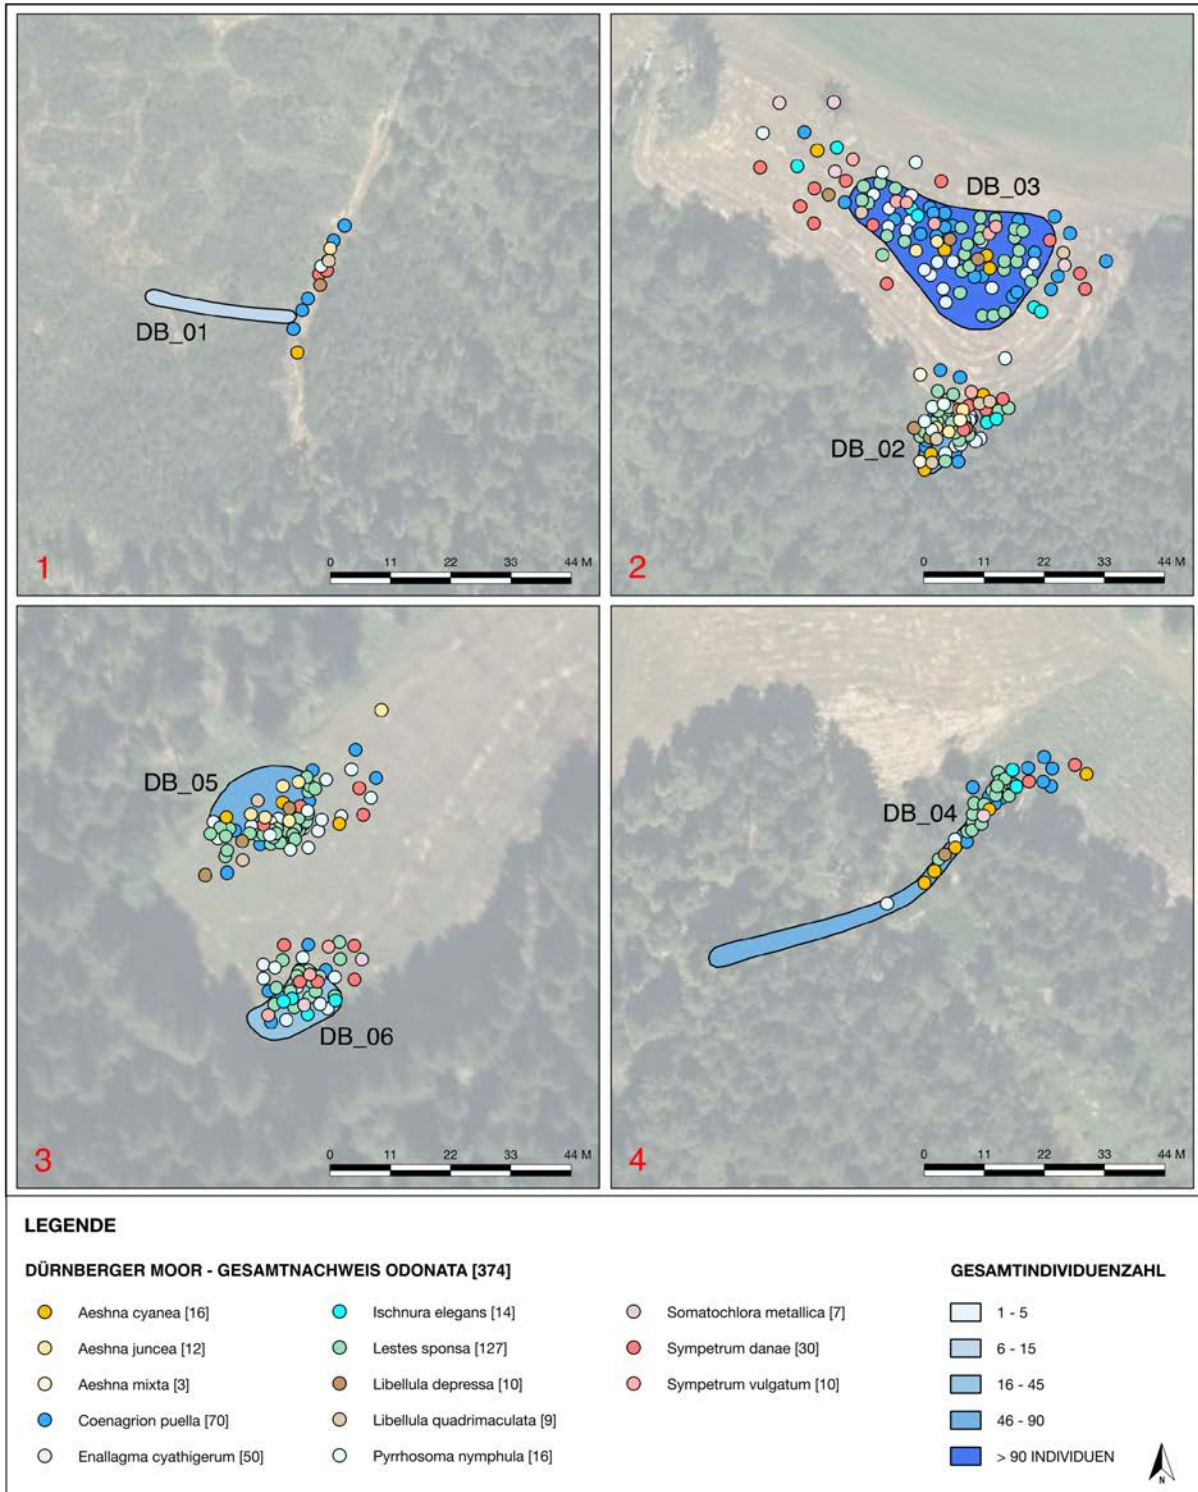 DB_01
1
0 11 22 33 44 M
DB_03
DB_02
2
0 11 22 33 44 M
DB_05
DB_06
3
0 11 22 33 44 M
DB_04
4
0 11 22 33 44 M
LEGENDE
DÜRNBERGER MOOR - GESAMTNACHWEIS ODONATA [374]
Aeshna cyanea [16]
Aeshna juncea [12]
Aeshna mixta [3]
Coenagrion puella [70]
Enallagma cyathigerum [50]
Ischnura elegans [14]
Lestes sponsa [127]
Libellula depressa [10]
Libellula quadrimaculata [9]
Pyrrhosoma nymphula [16]
Somatochlora metallica [7]
Sympetrum danae [30]
Sympetrum vulgatum [10]
GESAMTINDIVIDUENZAHL
1 - 5
6 - 15
16 - 45
46 - 90
> 90 INDIVIDUEN
N